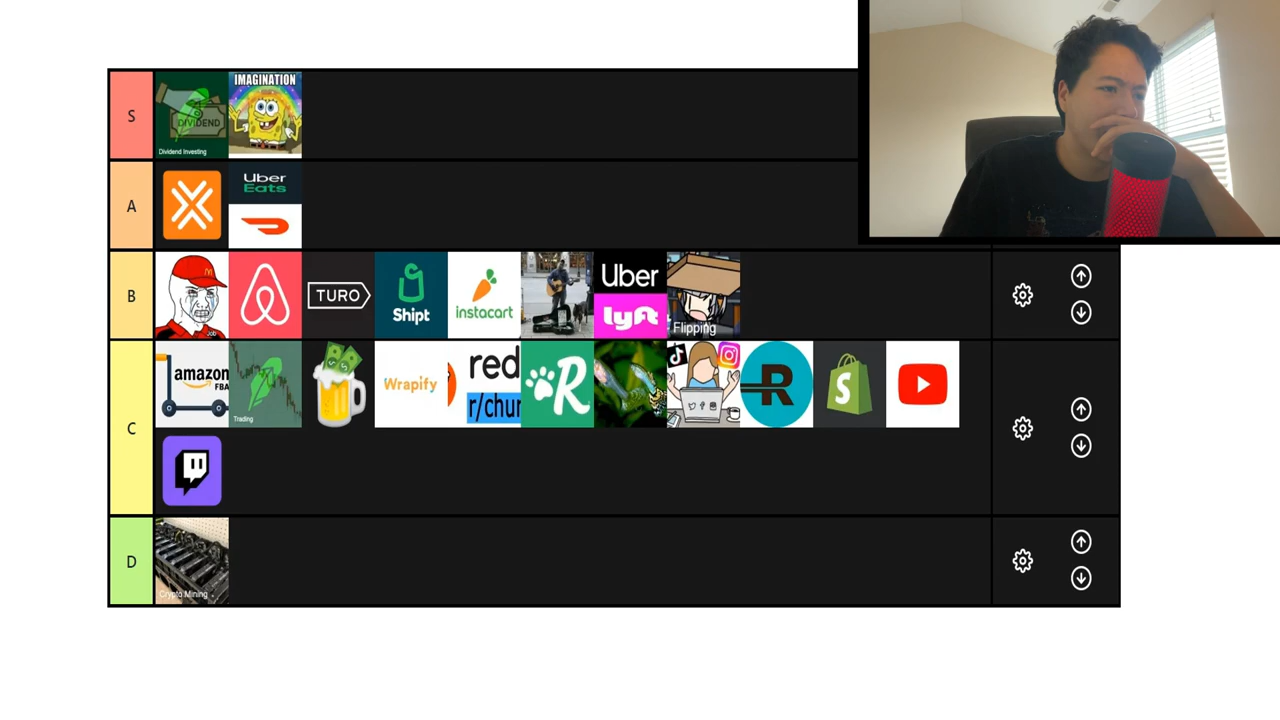 S
DIVIDEND
Dividend Investing
IMAGINATION
A
Uber
Eats
B
Job
TURO
Shipt
instacart
Uber
lyft
Flipping
C
amazon
FBA
Trading
Wrapify
red
r/chur
R
R
S
D
Crypto Mining